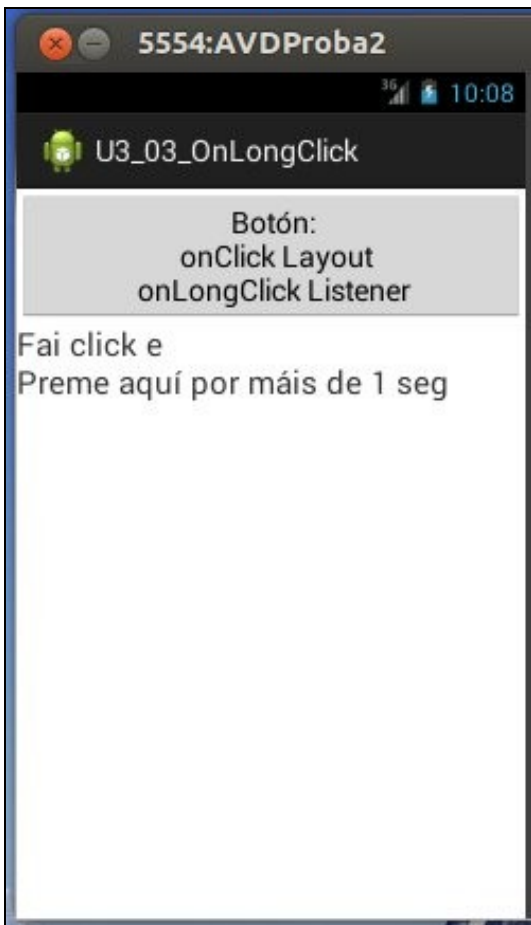 5554:AVDProba2
36 10:08
U3_03_OnLongClick
Botón:
onClick Layout
onLongClick Listener
Fai click e
Preme aquí por máis de 1 seg